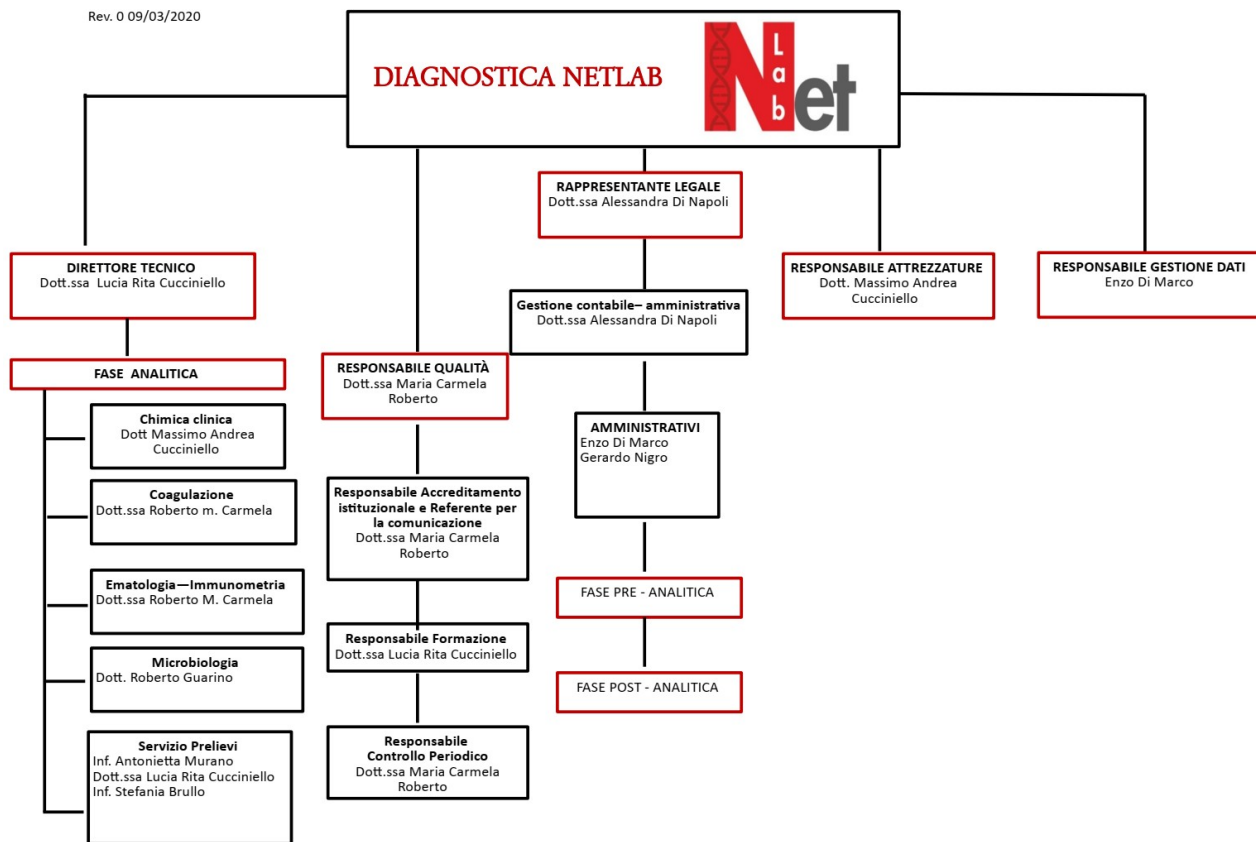 Rev. 0 09/03/2020
DIAGNOSTICA NETLAB
Net
Lab
RAPPRESENTANTE LEGALE
Dott.ssa Alessandra Di Napoli
DIRETTORE TECNICO
Dott.ssa Lucia Rita Cucciniello
RESPONSABILE ATTREZZATURE
Dott. Massimo Andrea
Cucciniello
RESPONSABILE GESTIONE DATI
Enzo Di Marco
Gestione contabile– amministrativa
Dott.ssa Alessandra Di Napoli
FASE ANALITICA
RESPONSABILE QUALITÀ
Dott.ssa Maria Carmela
Roberto
Chimica clinica
Dott Massimo Andrea
Cucciniello
AMMINISTRATIVI
Enzo Di Marco
Gerardo Nigro
Coagulazione
Dott.ssa Roberto m. Carmela
Responsabile Accreditamento
istituzionale e Referente per
la comunicazione
Dott.ssa Maria Carmela
Roberto
Ematologia—Immunometria
Dott.ssa Roberto M. Carmela
FASE PRE - ANALITICA
Responsabile Formazione
Dott.ssa Lucia Rita Cucciniello
Microbiologia
Dott. Roberto Guarino
FASE POST - ANALITICA
Servizio Prelievi
Inf. Antonietta Murano
Dott.ssa Lucia Rita Cucciniello
Inf. Stefania Brullo
Responsabile
Controllo Periodico
Dott.ssa Maria Carmela
Roberto